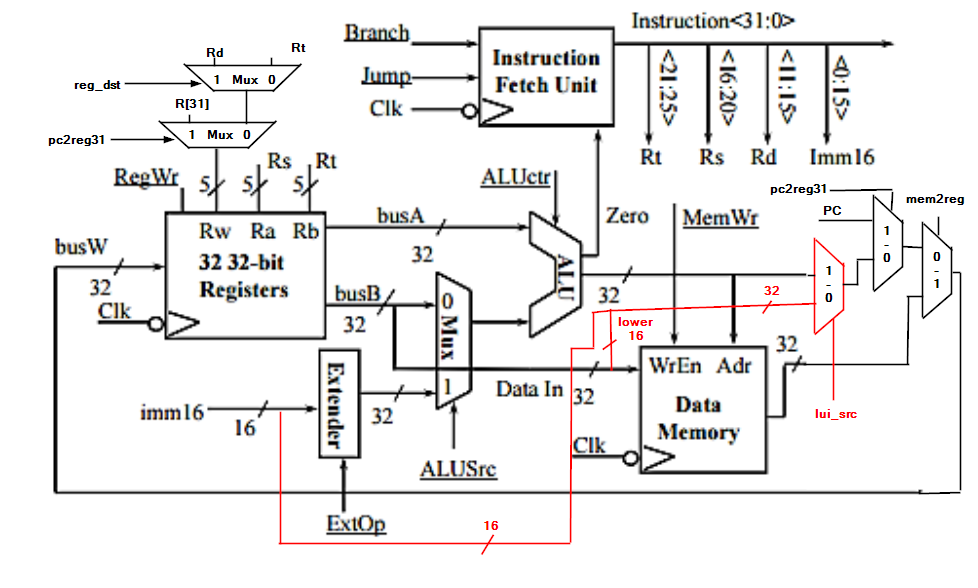 Instruction<31:0>
Branch
Instruction
Fetch Unit
Jump
Clk
<21:25>
<16:20>
<11:15>
<0:15>
Rt
Rs
Rd
Imm16
Rd
Rt
1 Mux 0
reg_dst
R[31]
1 Mux 0
pc2reg31
RegWr
5
5
Rs
5
Rt
ALUctr
Zero
MemWr
pc2reg31
mem2reg
PC
1
0
0
1
1
0
busW
32
Rw Ra Rb
32 32-bit
Registers
Clk
busA
32
busB
32
0
Mux
1
ALU
32
32
lower
16
32
WrEn Adr
Data
Memory
Clk
Data In
32
lui_src
imm16
16
Extender
32
ALUSrc
ExtOp
16